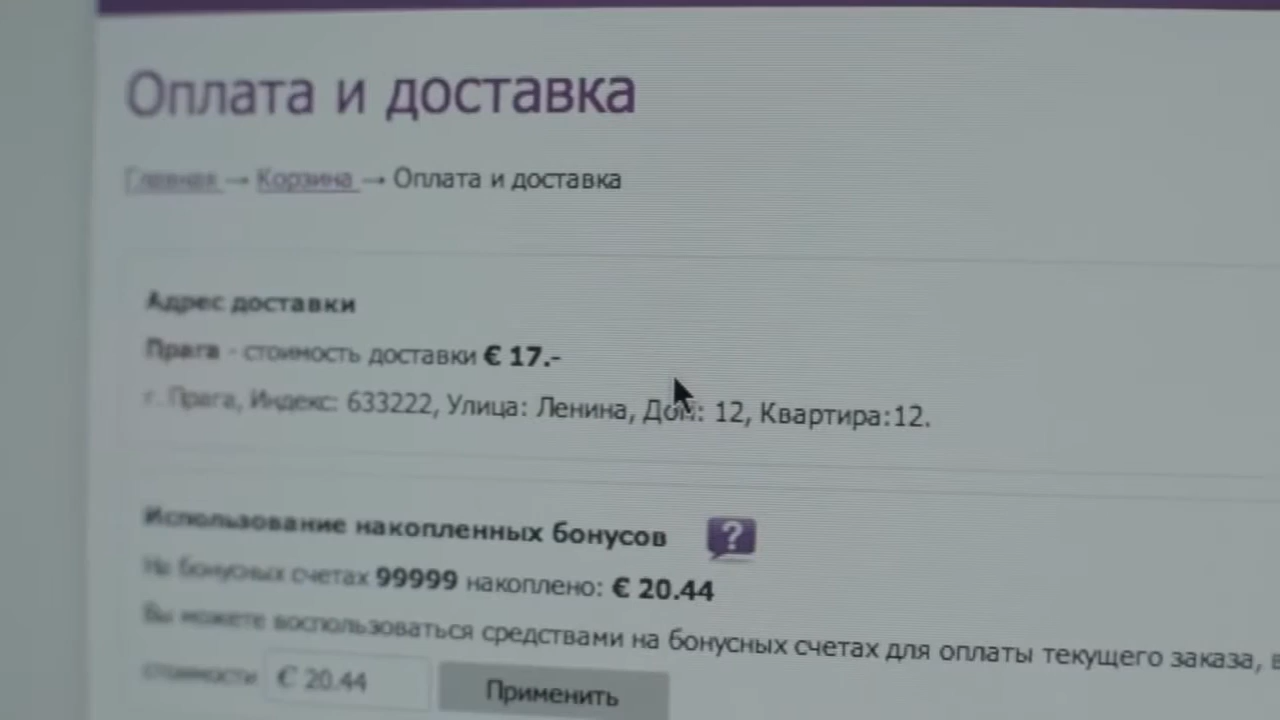 Оплата и доставка
Главная → Корзина → Оплата и доставка
Адрес доставки
Прага - стоимость доставки € 17.-
г. Прага, Индекс: 633222, Улица: Ленина, Дом: 12, Квартира:12.
Использование накопленных бонусов ?
На бонусных счетах 99999 накоплено: € 20.44
Вы можете воспользоваться средствами на бонусных счетах для оплаты текущего заказа, в
стоимости € 20.44 Применить